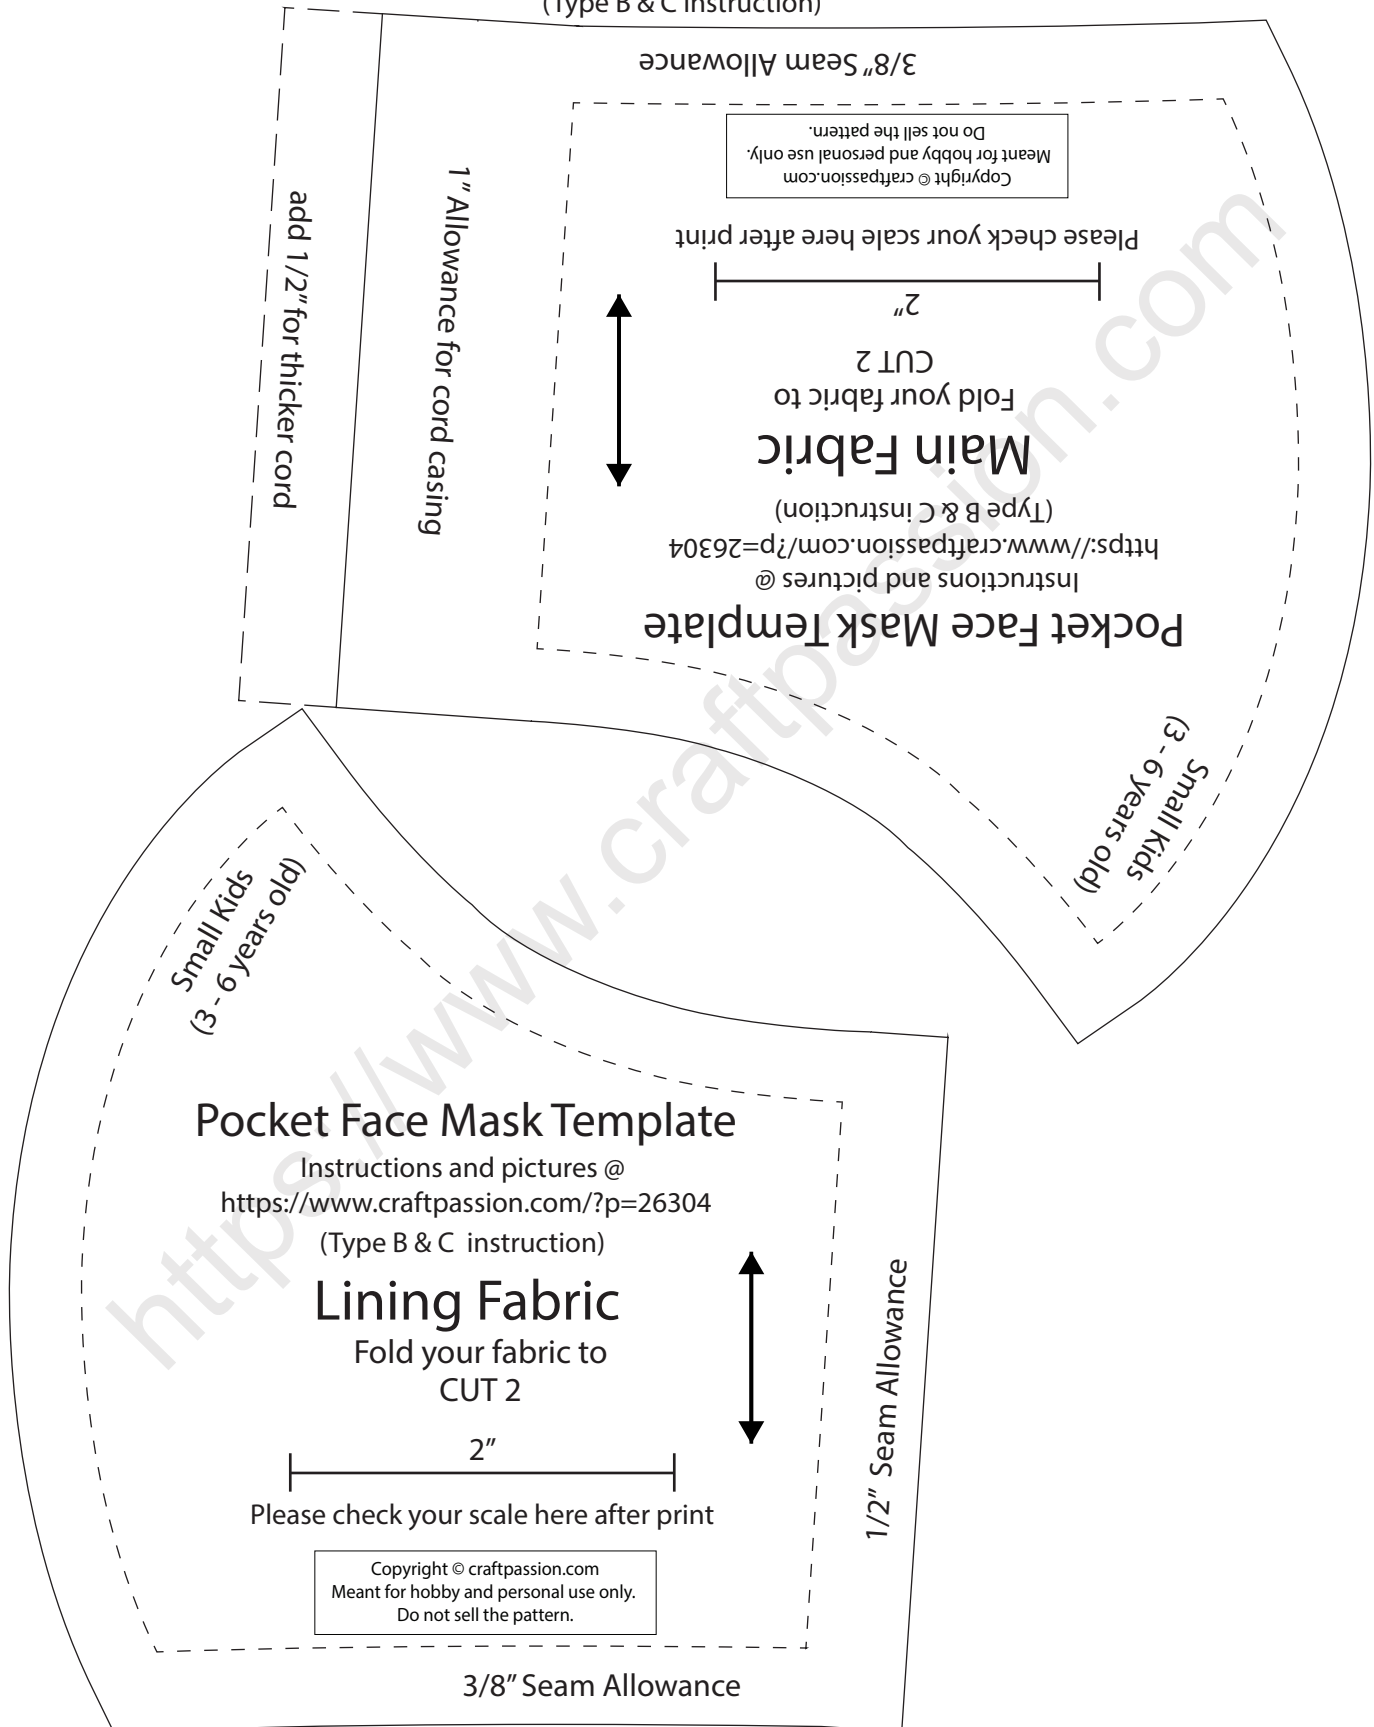 (Type B & C instruction)
3/8" Seam Allowance
Copyright © craftpassion.com
Meant for hobby and personal use only.
Do not sell the pattern.
Please check your scale here after print
2"
CUT 2
Fold your fabric to
Main Fabric
(Type B & C instruction)
https://www.craftpassion.com/?p=26304
Instructions and pictures @
Pocket Face Mask Template
add 1/2" for thicker cord
1" Allowance for cord casing
Small Kids
(3 - 6 years old)
Small Kids
(3 - 6 years old)
Pocket Face Mask Template
Instructions and pictures @
https://www.craftpassion.com/?p=26304
(Type B & C instruction)
Lining Fabric
Fold your fabric to
CUT 2
2"
Please check your scale here after print
Copyright © craftpassion.com
Meant for hobby and personal use only.
Do not sell the pattern.
1/2" Seam Allowance
3/8" Seam Allowance
https://www.craftpassion.com